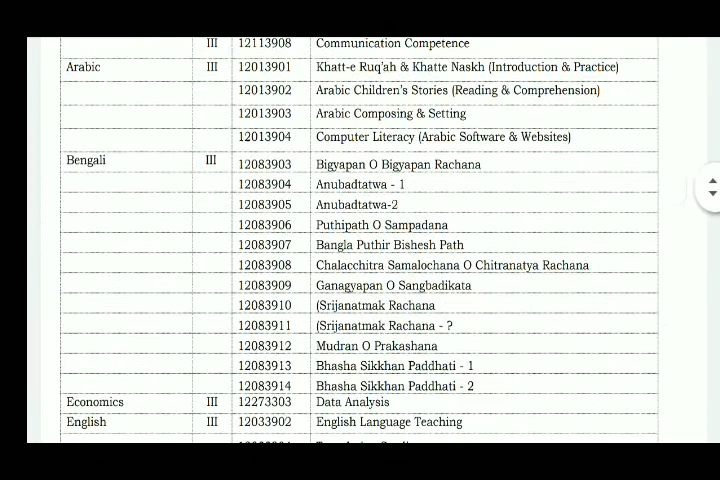 III 12113908 Communication Competence
Arabic III 12013901 Khatt-e Ruq'ah & Khatte Naskh (Introduction & Practice)
12013902 Arabic Children's Stories (Reading & Comprehension)
12013903 Arabic Composing & Setting
12013904 Computer Literacy (Arabic Software & Websites)
Bengali III 12083903 Bigyapan O Bigyapan Rachana
12083904 Anubadtatwa - 1
12083905 Anubadtatwa-2
12083906 Puthipath O Sampadana
12083907 Bangla Puthir Bishesh Path
12083908 Chalacchitra Samalochana O Chitranatya Rachana
12083909 Ganagyapan O Sangbadikata
12083910 (Srijanatmak Rachana
12083911 (Srijanatmak Rachana - ?
12083912 Mudran O Prakashana
12083913 Bhasha Sikkhan Paddhati - 1
12083914 Bhasha Sikkhan Paddhati - 2
Economics III 12273303 Data Analysis
English III 12033902 English Language Teaching